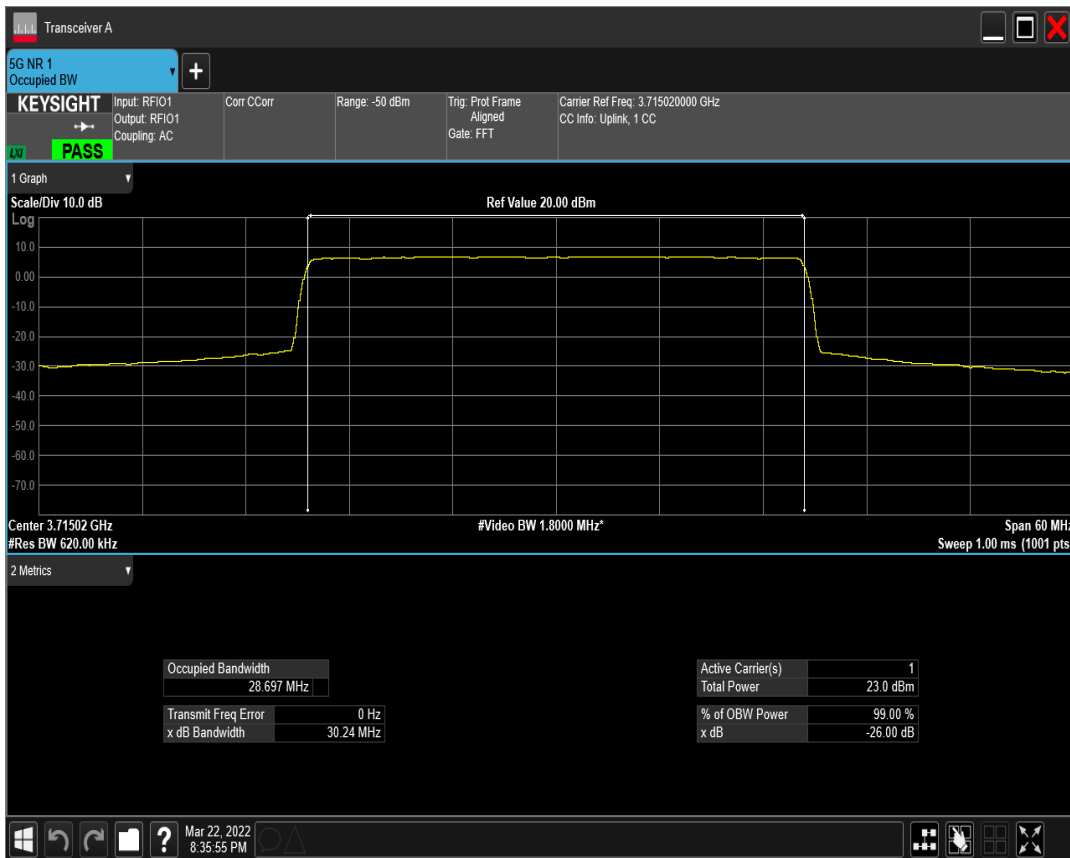 Transceiver A
5G NR 1
Occupied BW
+
KEYSIGHT
LXI
PASS
Input: RFIO1
Output: RFIO1
Coupling: AC
Corr CCorr
Range: -50 dBm
Trig: Prot Frame
Aligned
Gate: FFT
Carrier Ref Freq: 3.715020000 GHz
CC Info: Uplink, 1 CC
1 Graph
Scale/Div 10.0 dB
Ref Value 20.00 dBm
Log
10.0
0.00
-10.0
-20.0
-30.0
-40.0
-50.0
-60.0
-70.0
Center 3.71502 GHz
#Video BW 1.8000 MHz*
Span 60 MHz
#Res BW 620.00 kHz
Sweep 1.00 ms (1001 pts
2 Metrics
Occupied Bandwidth
28.697 MHz
Transmit Freq Error 0 Hz
x dB Bandwidth 30.24 MHz
Active Carrier(s) 1
Total Power 23.0 dBm
% of OBW Power 99.00 %
x dB -26.00 dB
?
Mar 22, 2022
8:35:55 PM